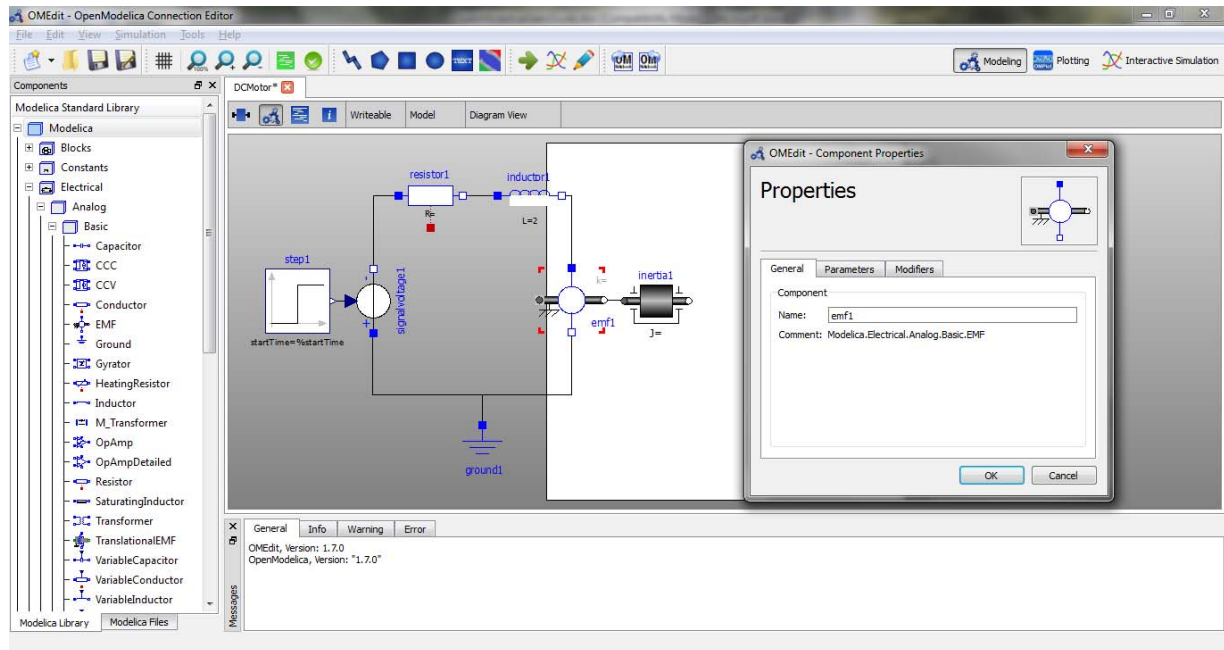 OMEdit - OpenModelica Connection Editor
File Edit View Simulation Tools Help
100%
TEXT
OM
OM
Modeling
Plotting
Interactive Simulation
Components
DCMotor*
Modelica Standard Library
Writeable
Model
Diagram View
Modelica
Blocks
Constants
Electrical
Analog
Basic
Capacitor
CCC
CCV
Conductor
EMF
Ground
Gyrator
HeatingResistor
Inductor
M_Transformer
OpAmp
OpAmpDetailed
Resistor
SaturatingInductor
Transformer
TranslationalEMF
VariableCapacitor
VariableConductor
VariableInductor
Modelica Library
Modelica Files
resistor1
inductor1
R=
L=2
step1
startTime=%startTime
-
+
signalvoltage1
k=
emf1
inertia1
J=
ground1
OMEdit - Component Properties
Properties
General
Parameters
Modifiers
Component
Name: emf1
Comment: Modelica.Electrical.Analog.Basic.EMF
OK
Cancel
General
Info
Warning
Error
OMEdit, Version: 1.7.0
OpenModelica, Version: "1.7.0"
Messages